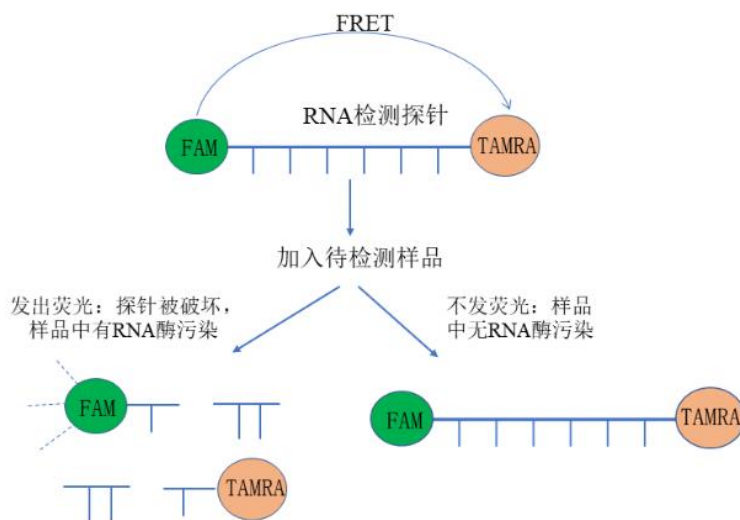 FRET
RNA检测探针
FAM
TAMRA
加入待检测样品
发出荧光：探针被破坏，
样品中有RNA酶污染
不发荧光：样品
中无RNA酶污染
FAM
FAM
TAMRA
TAMRA